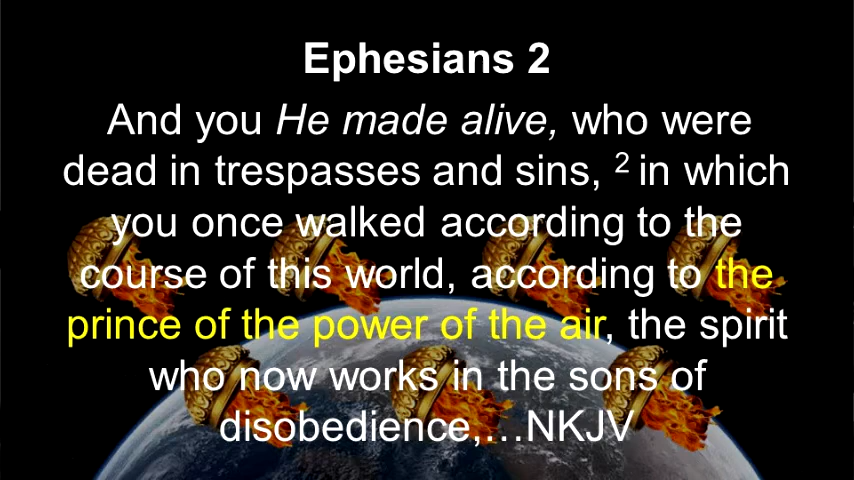 Ephesians 2
And you He made alive, who were
dead in trespasses and sins, ² in which
you once walked according to the
course of this world, according to the
prince of the power of the air, the spirit
who now works in the sons of
disobedience,…NKJV